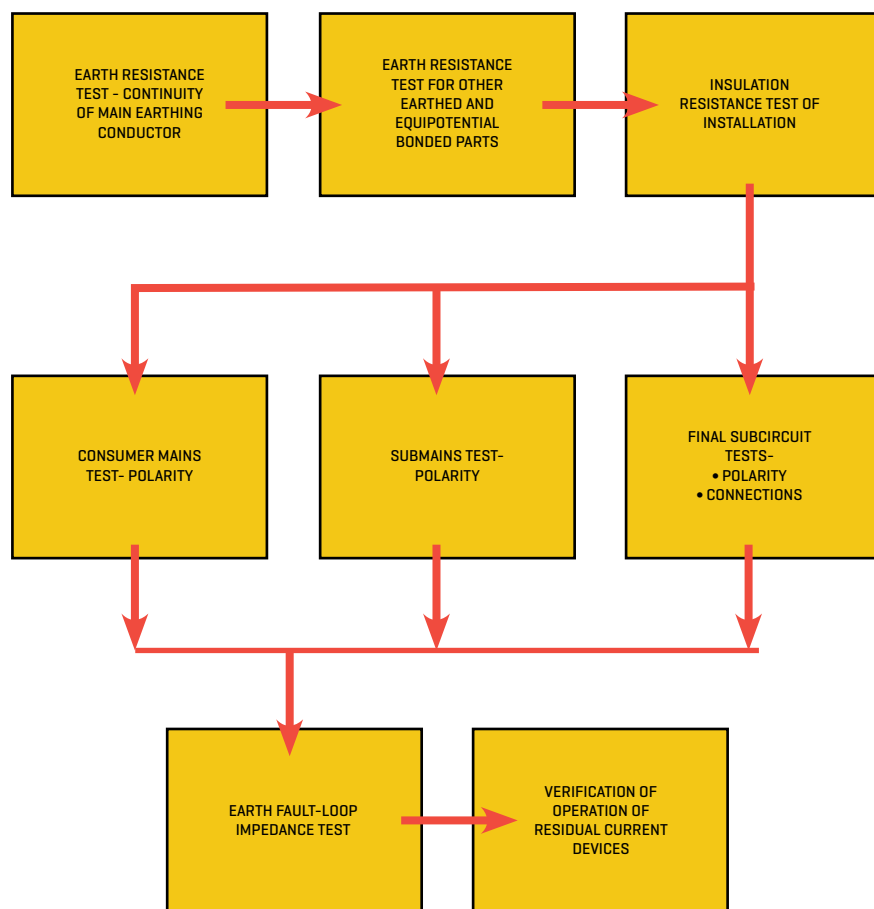 EARTH RESISTANCE
TEST - CONTINUITY
OF MAIN EARTHING
CONDUCTOR
EARTH RESISTANCE
TEST FOR OTHER
EARTHED AND
EQUIPOTENTIAL
BONDED PARTS
INSULATION
RESISTANCE TEST OF
INSTALLATION
CONSUMER MAINS
TEST- POLARITY
SUBMAINS TEST-
POLARITY
FINAL SUBCIRCUIT
TESTS-
• POLARITY
• CONNECTIONS
EARTH FAULT-LOOP
IMPEDANCE TEST
VERIFICATION OF
OPERATION OF
RESIDUAL CURRENT
DEVICES